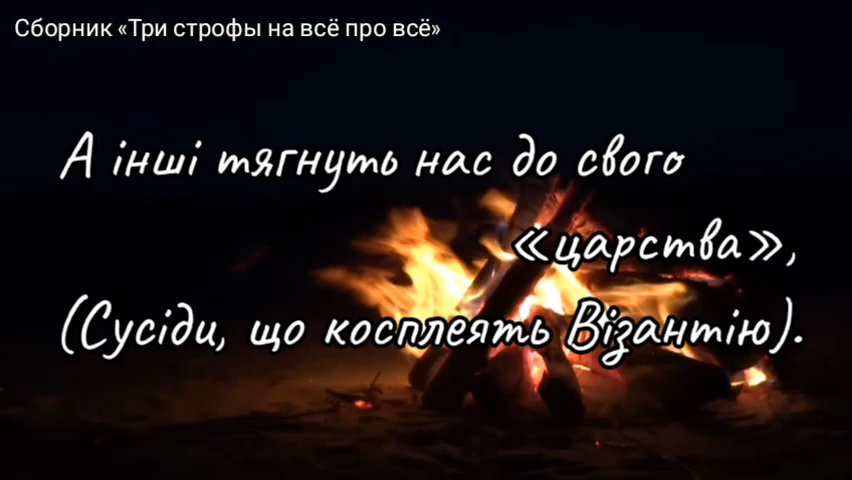 Сборник «Три строфы на всё про всё»
А інші тягнуть нас до свого
«царства»,
(Сусіди, що косплеять Візантію).